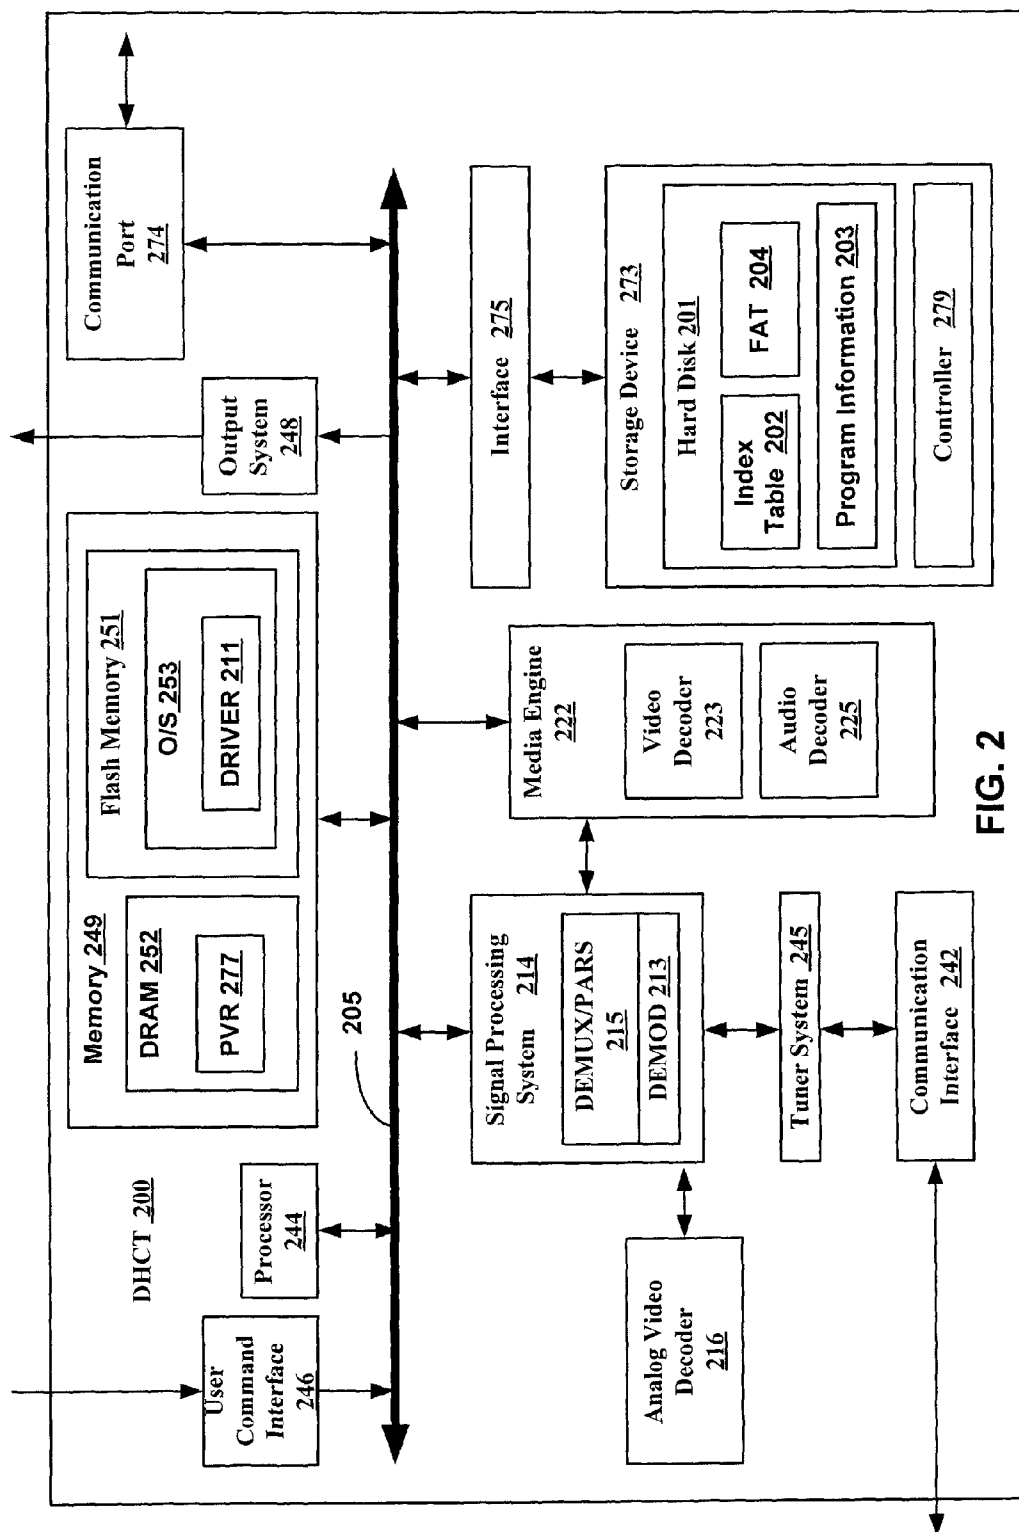 DHCT 200
User
Command
Interface
246
Processor
244
Memory 249
DRAM 252
PVR 277
Flash Memory 251
O/S 253
DRIVER 211
Output
System
248
Communication
Port
274
205
Analog Video
Decoder
216
Signal Processing
System 214
DEMUX/PARS
215
DEMOD 213
Tuner System 245
Communication
Interface 242
Media Engine
222
Video
Decoder
223
Audio
Decoder
225
Interface 275
Storage Device 273
Hard Disk 201
Index
Table 202
FAT 204
Program Information 203
Controller 279
FIG. 2